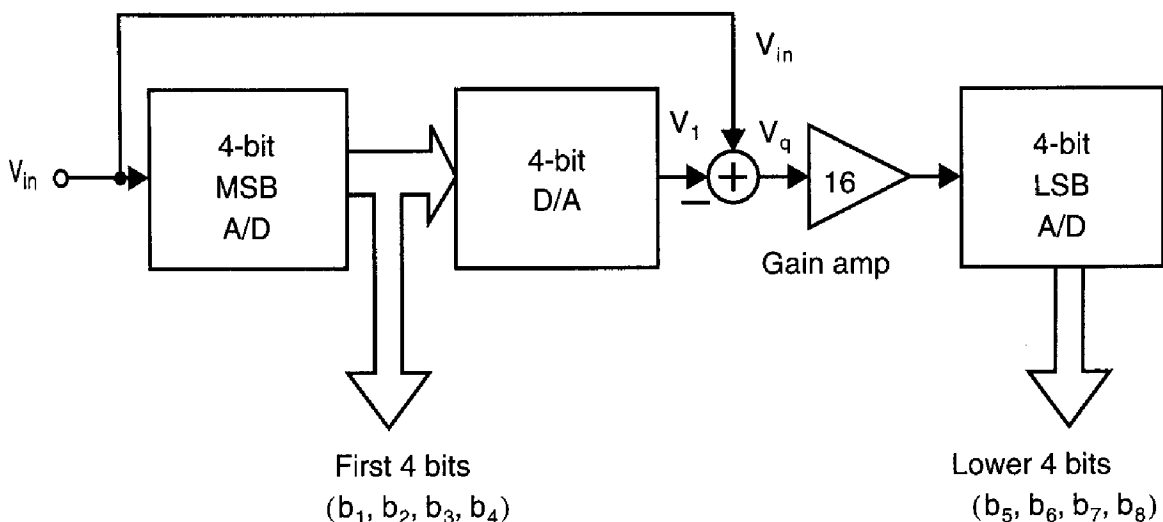 V_in
4-bit
MSB
A/D
4-bit
D/A
V_1
V_in
V_q
+
−
16
Gain amp
4-bit
LSB
A/D
First 4 bits
(b_1, b_2, b_3, b_4)
Lower 4 bits
(b_5, b_6, b_7, b_8)